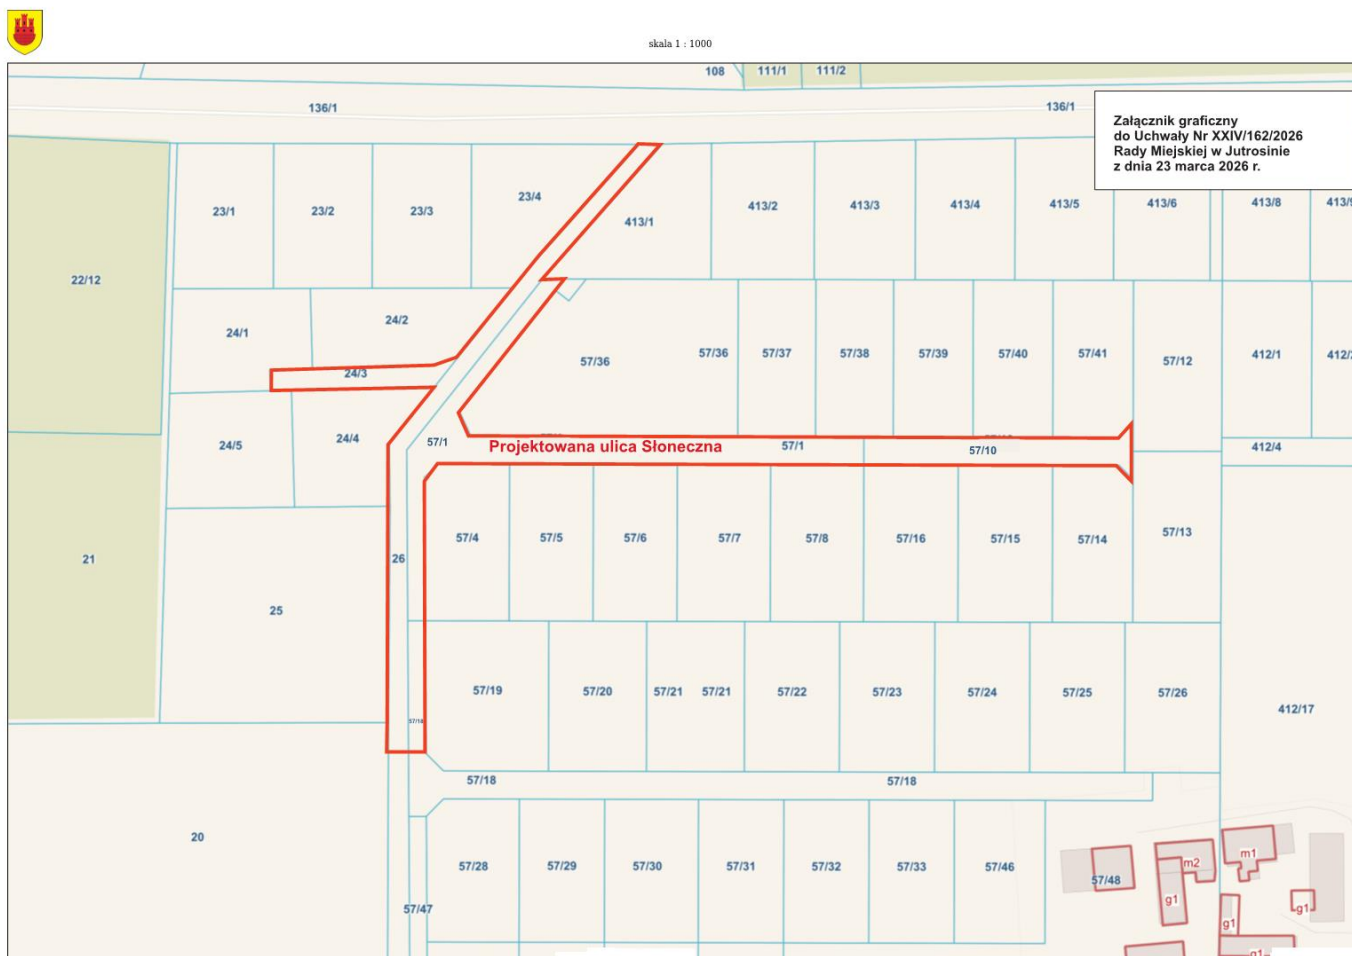 skala 1 : 1000
108 111/1 111/2
136/1 136/1
Załącznik graficzny
do Uchwały Nr XXIV/162/2026
Rady Miejskiej w Jutrosinie
z dnia 23 marca 2026 r.
23/1 23/2 23/3 23/4 413/1 413/2 413/3 413/4 413/5 413/6 413/8
22/12
24/1 24/2
57/36 57/36 57/37 57/38 57/39 57/40 57/41 57/12 412/1
24/3
24/5 24/4 57/1 Projektowana ulica Słoneczna 57/1 57/10 412/4
21 26 57/4 57/5 57/6 57/7 57/8 57/16 57/15 57/14 57/13
25
57/19 57/20 57/21 57/21 57/22 57/23 57/24 57/25 57/26
412/17
57/18 57/18
20
57/28 57/29 57/30 57/31 57/32 57/33 57/46 57/48 m2 m1
57/47 g1 g1 g1
g1